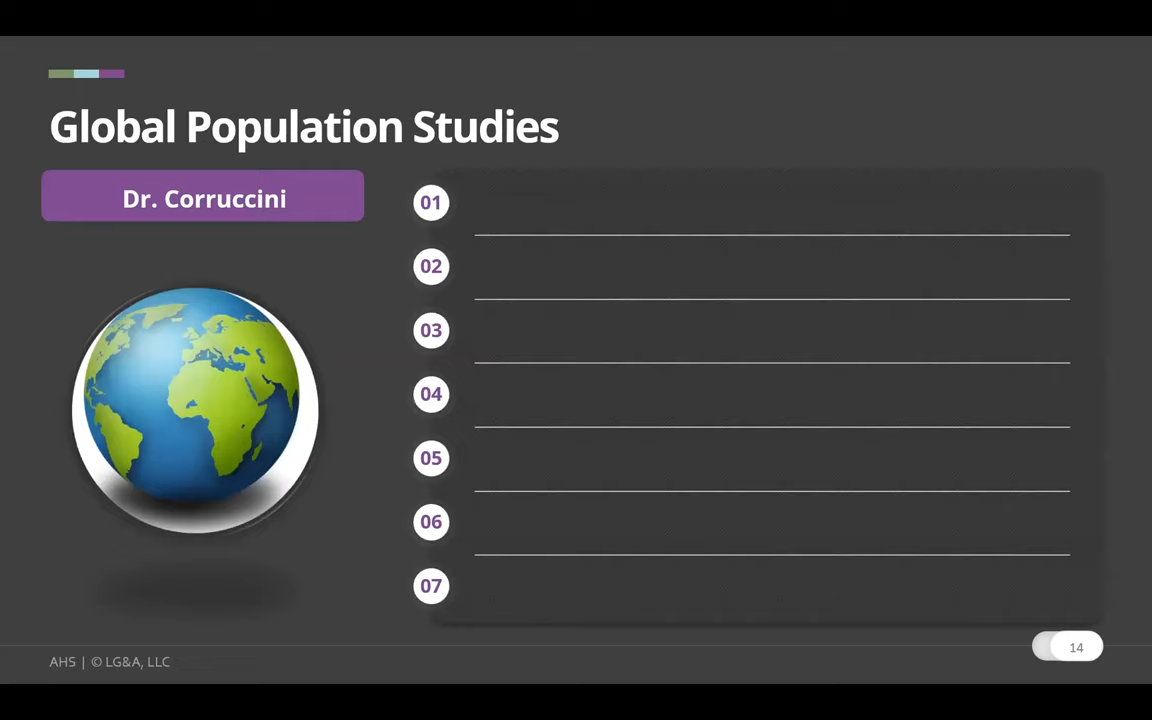 Global Population Studies
Dr. Corruccini
01
02
03
04
05
06
07
AHS | © LG&A, LLC
14